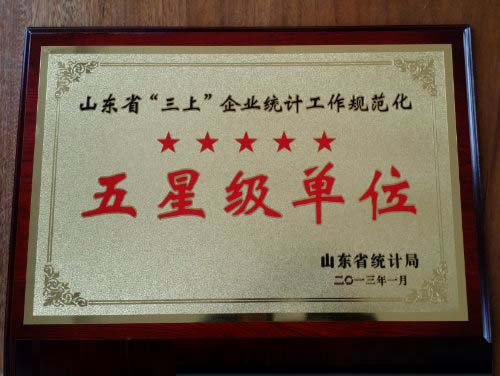 山东省“三上”企业统计工作规范化
★★★★★
五星级单位
山东省统计局
二〇一三年一月